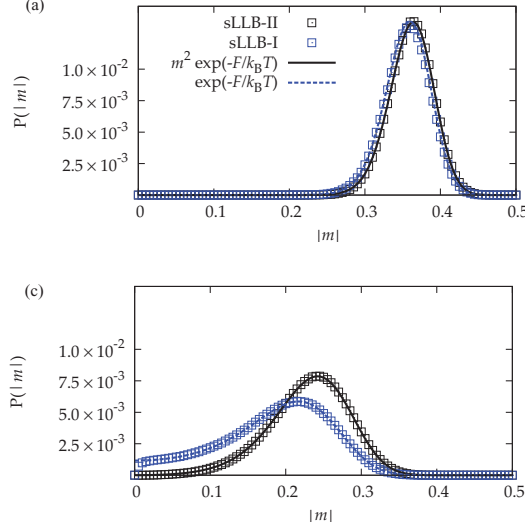 (a)
sLLB-II
sLLB-I
m² exp(-F/k_BT)
exp(-F/k_BT)
1.0 × 10⁻²
7.5 × 10⁻³
5.0 × 10⁻³
2.5 × 10⁻³
P(|m|)
0 0.1 0.2 0.3 0.4 0.5
|m|
(c)
1.0 × 10⁻²
7.5 × 10⁻³
5.0 × 10⁻³
2.5 × 10⁻³
P(|m|)
0 0.1 0.2 0.3 0.4 0.5
|m|